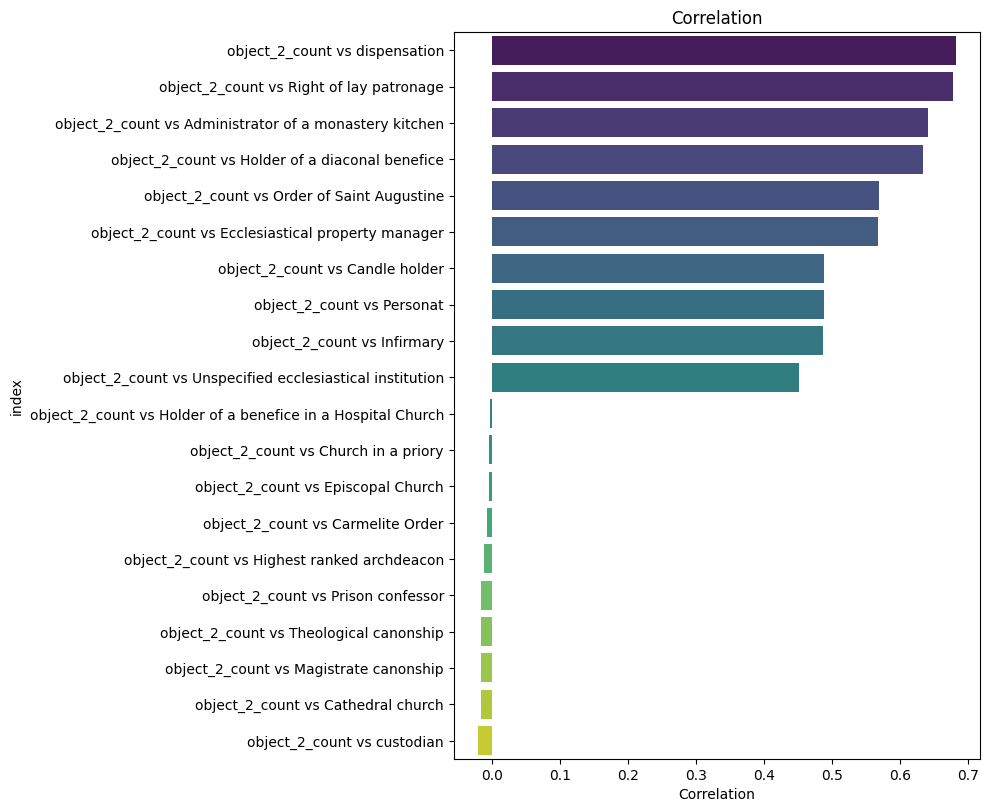 Correlation
object_2_count vs dispensation
object_2_count vs Right of lay patronage
object_2_count vs Administrator of a monastery kitchen
object_2_count vs Holder of a diaconal benefice
object_2_count vs Order of Saint Augustine
object_2_count vs Ecclesiastical property manager
object_2_count vs Candle holder
object_2_count vs Personat
object_2_count vs Infirmary
object_2_count vs Unspecified ecclesiastical institution
index
object_2_count vs Holder of a benefice in a Hospital Church
object_2_count vs Church in a priory
object_2_count vs Episcopal Church
object_2_count vs Carmelite Order
object_2_count vs Highest ranked archdeacon
object_2_count vs Prison confessor
object_2_count vs Theological canonship
object_2_count vs Magistrate canonship
object_2_count vs Cathedral church
object_2_count vs custodian
0.0 0.1 0.2 0.3 0.4 0.5 0.6 0.7
Correlation